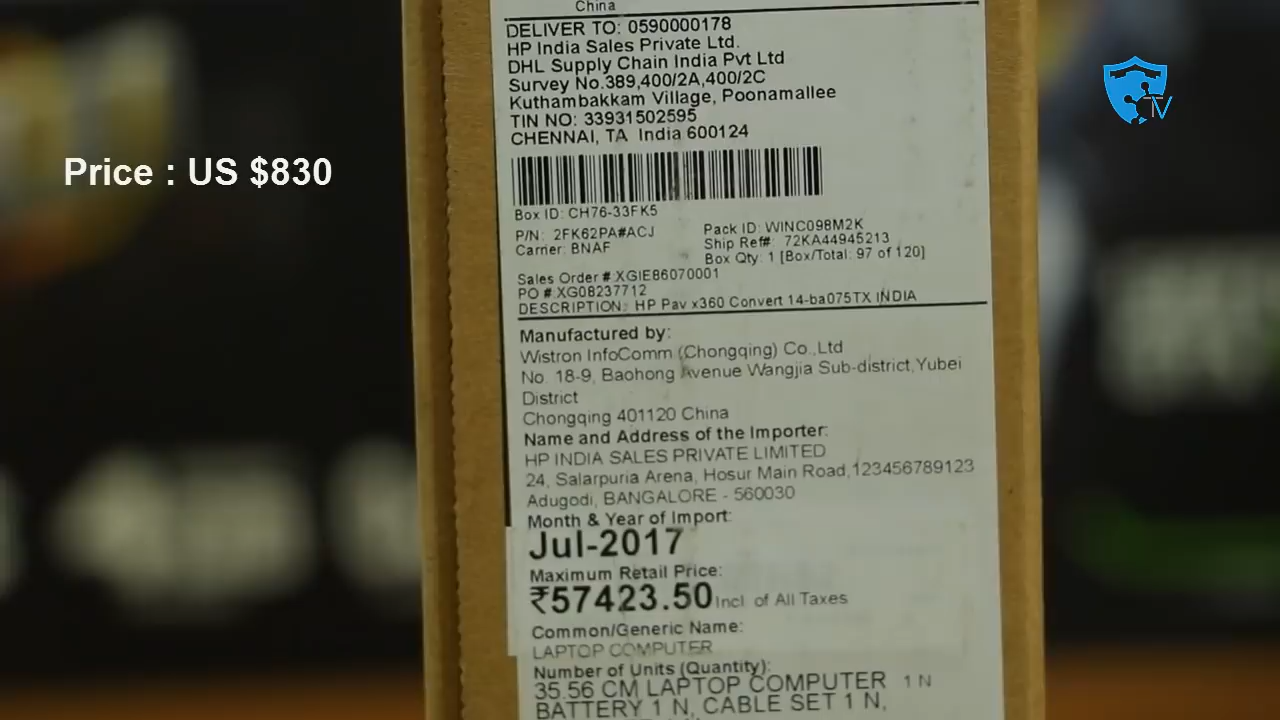 China
DELIVER TO: 0590000178
HP India Sales Private Ltd.
DHL Supply Chain India Pvt Ltd
Survey No.389,400/2A,400/2C
Kuthambakkam Village, Poonamallee
TIN NO: 33931502595
CHENNAI, TA India 600124
Price : US $830
TV
Box ID: CH76-33FK5
P/N: 2FK62PA#ACJ
Carrier: BNAF
Pack ID: WINC098M2K
Ship Ref#: 72KA44945213
Box Qty: 1 [Box/Total: 97 of 120]
Sales Order # XGIE86070001
PO # XG08237712
DESCRIPTION: HP Pav x360 Convert 14-ba075TX INDIA
Manufactured by:
Wistron InfoComm (Chongqing) Co.,Ltd
No. 18-9, Baohong Avenue Wangjia Sub-district,Yubei
District
Chongqing 401120 China
Name and Address of the Importer:
HP INDIA SALES PRIVATE LIMITED
24, Salarpuria Arena, Hosur Main Road,123456789123
Adugodi, BANGALORE - 560030
Month & Year of Import:
Jul-2017
Maximum Retail Price:
₹57423.50 Incl of All Taxes
Common/Generic Name:
LAPTOP COMPUTER
Number of Units (Quantity):
35.56 CM LAPTOP COMPUTER 1 N
BATTERY 1 N, CABLE SET 1 N,